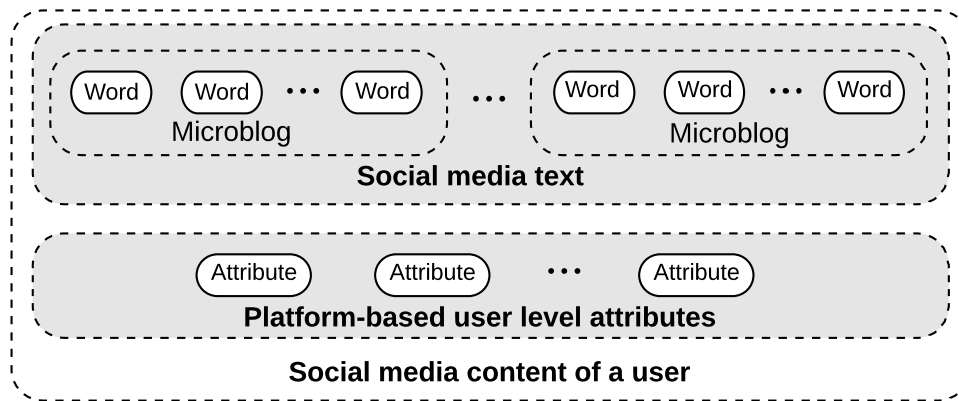 Word Word ... Word ... Word Word ... Word
Microblog Microblog
Social media text
Attribute Attribute ... Attribute
Platform-based user level attributes
Social media content of a user